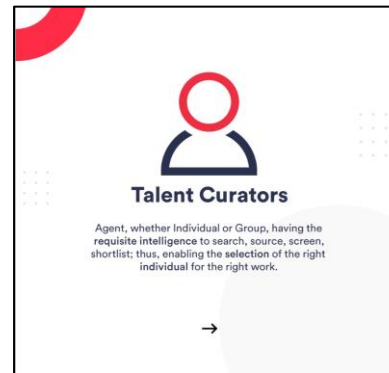 Talent Curators
Agent, whether Individual or Group, having the
requisite intelligence to search, source, screen,
shortlist; thus, enabling the selection of the right
individual for the right work.